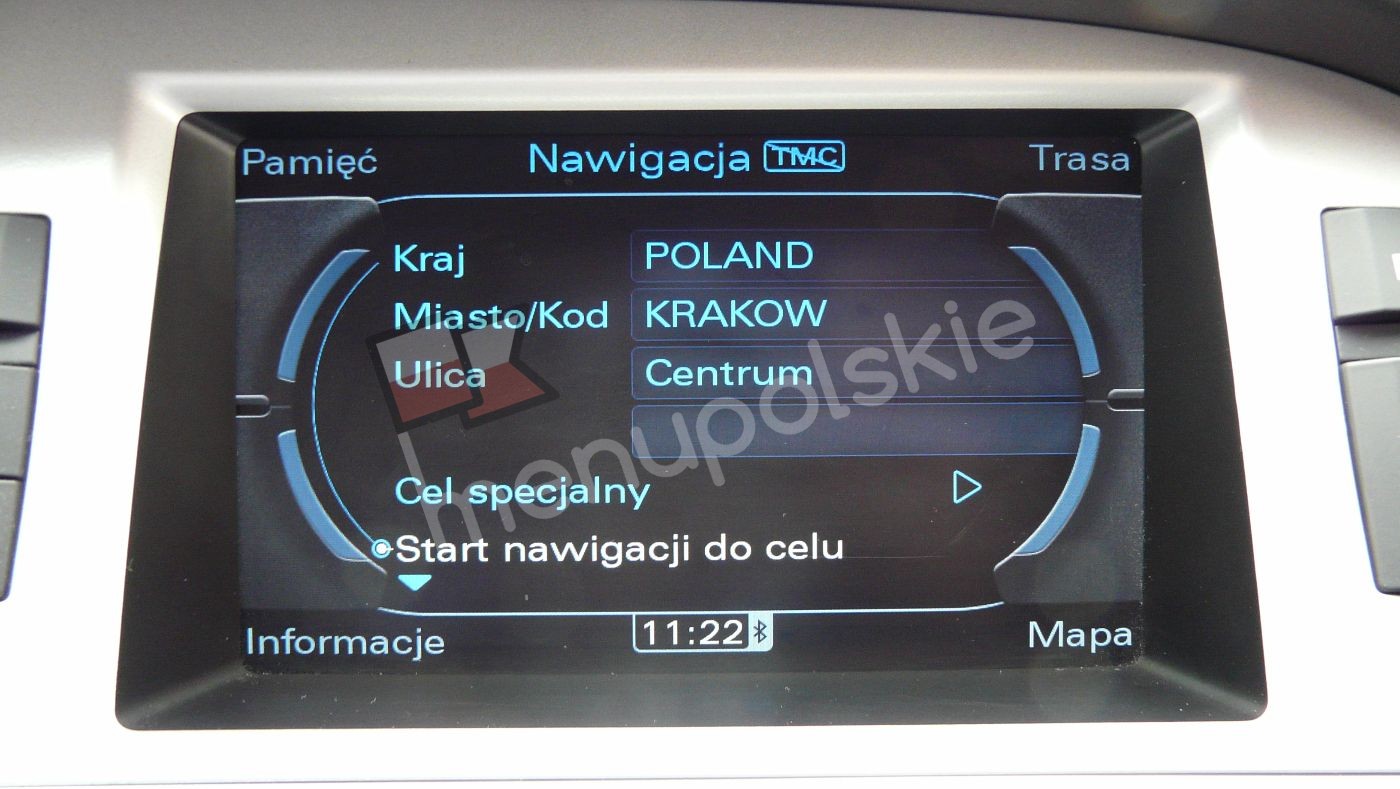 Pamięć Nawigacja TMC Trasa
Kraj POLAND
Miasto/Kod KRAKOW
Ulica Centrum
Cel specjalny
Start nawigacji do celu
Informacje 11:22 Mapa
menupolskie